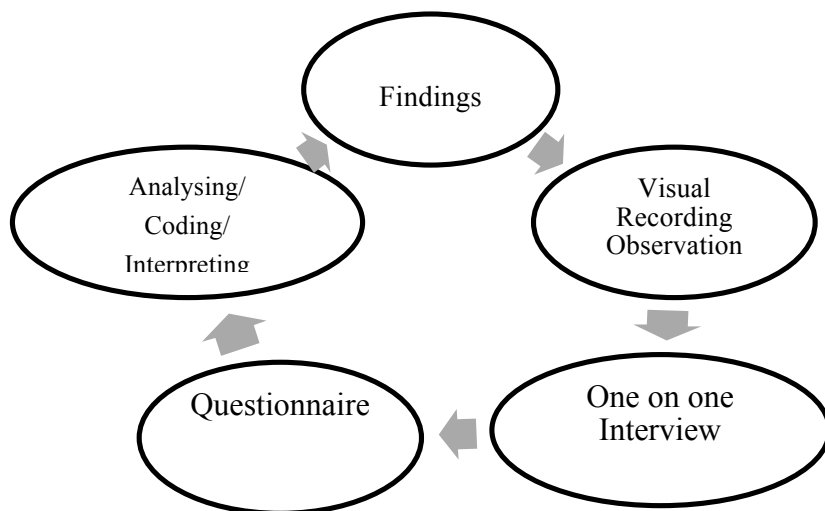 Findings
Analysing/
Coding/
Interpreting
Visual
Recording
Observation
Questionnaire
One on one
Interview